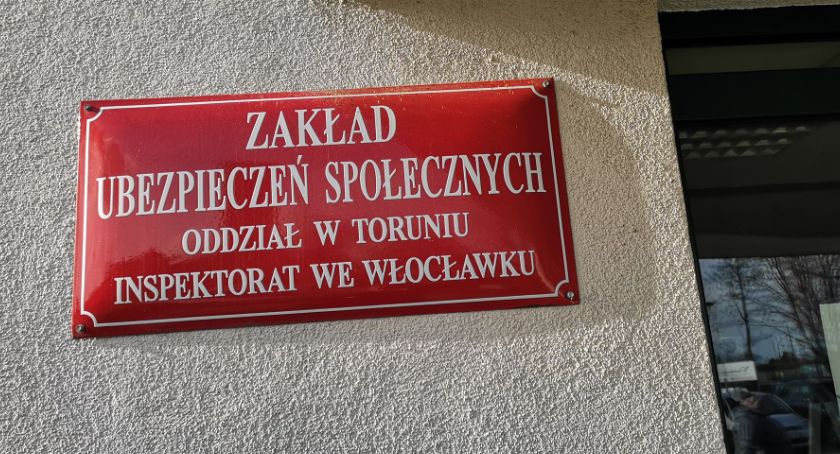 ZAKŁAD
UBEZPIECZEŃ SPOŁECZNYCH
ODDZIAŁ W TORUNIU
INSPEKTORAT WE WŁOCŁAWKU